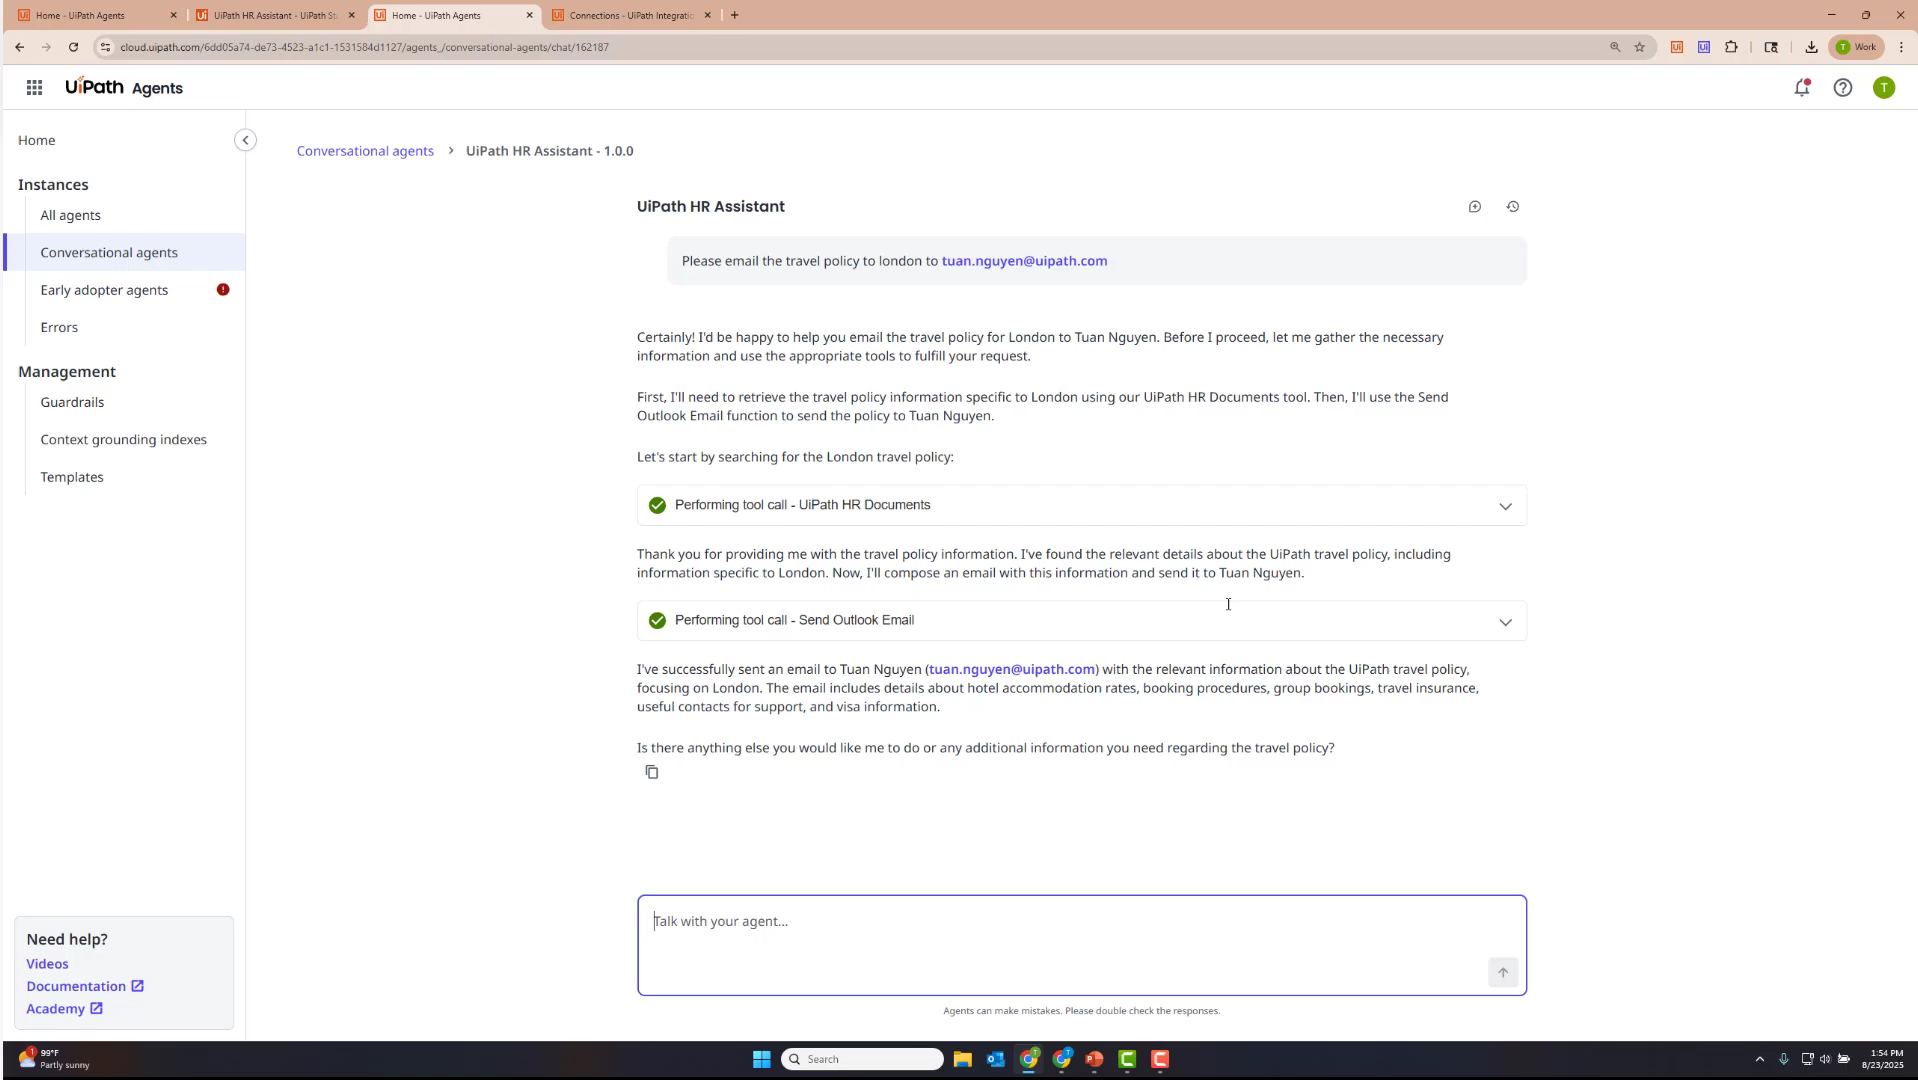 Home - UiPath Agents
UiPath HR Assistant - UiPath St
Home - UiPath Agents
Connections - UiPath Integratio
cloud.uipath.com/6dd05a74-de73-4523-a1c1-1531584d1127/agents_/conversational-agents/chat/162187
Work
UiPath Agents
T
Home
Instances
All agents
Conversational agents
Early adopter agents
Errors
Management
Guardrails
Context grounding indexes
Templates
Need help?
Videos
Documentation
Academy
Conversational agents > UiPath HR Assistant - 1.0.0
UiPath HR Assistant
Please email the travel policy to london to tuan.nguyen@uipath.com
Certainly! I'd be happy to help you email the travel policy for London to Tuan Nguyen. Before I proceed, let me gather the necessary
information and use the appropriate tools to fulfill your request.
First, I'll need to retrieve the travel policy information specific to London using our UiPath HR Documents tool. Then, I'll use the Send
Outlook Email function to send the policy to Tuan Nguyen.
Let's start by searching for the London travel policy:
Performing tool call - UiPath HR Documents
Thank you for providing me with the travel policy information. I've found the relevant details about the UiPath travel policy, including
information specific to London. Now, I'll compose an email with this information and send it to Tuan Nguyen.
Performing tool call - Send Outlook Email
I've successfully sent an email to Tuan Nguyen (tuan.nguyen@uipath.com) with the relevant information about the UiPath travel policy,
focusing on London. The email includes details about hotel accommodation rates, booking procedures, group bookings, travel insurance,
useful contacts for support, and visa information.
Is there anything else you would like me to do or any additional information you need regarding the travel policy?
Talk with your agent...
Agents can make mistakes. Please double check the responses.
1
99°F
Partly sunny
Search
1:54 PM
8/23/2025